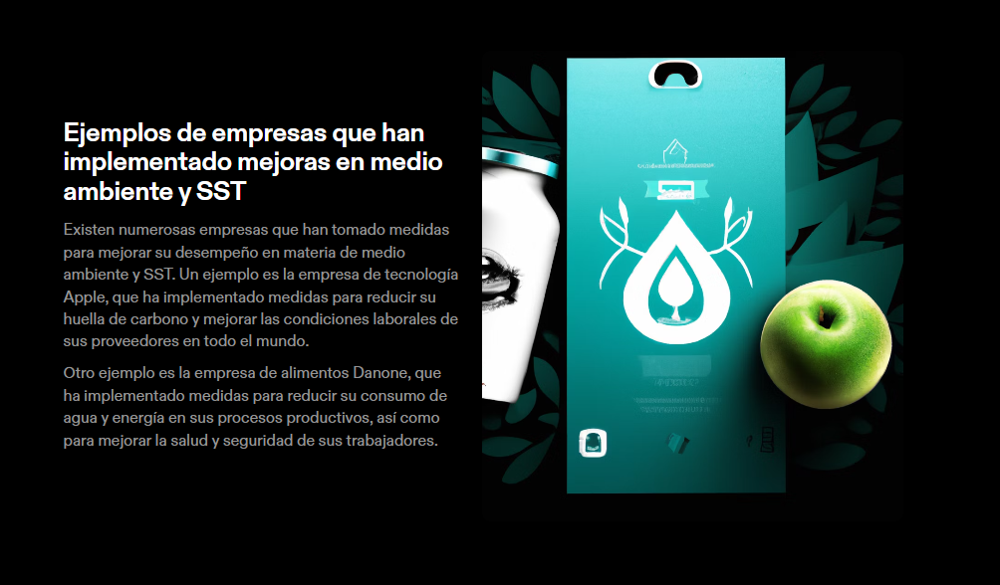 Ejemplos de empresas que han
implementado mejoras en medio
ambiente y SST
Existen numerosas empresas que han tomado medidas
para mejorar su desempeño en materia de medio
ambiente y SST. Un ejemplo es la empresa de tecnología
Apple, que ha implementado medidas para reducir su
huella de carbono y mejorar las condiciones laborales de
sus proveedores en todo el mundo.
Otro ejemplo es la empresa de alimentos Danone, que
ha implementado medidas para reducir su consumo de
agua y energía en sus procesos productivos, así como
para mejorar la salud y seguridad de sus trabajadores.